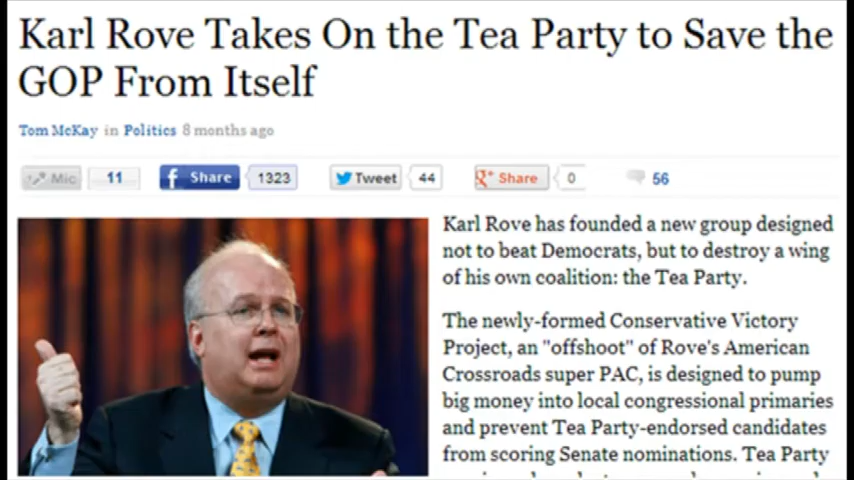 Karl Rove Takes On the Tea Party to Save the
GOP From Itself
Tom McKay in Politics 8 months ago
Mic 11 f Share 1323 Tweet 44 g+ Share 0 56
Karl Rove has founded a new group designed
not to beat Democrats, but to destroy a wing
of his own coalition: the Tea Party.
The newly-formed Conservative Victory
Project, an "offshoot" of Rove's American
Crossroads super PAC, is designed to pump
big money into local congressional primaries
and prevent Tea Party-endorsed candidates
from scoring Senate nominations. Tea Party